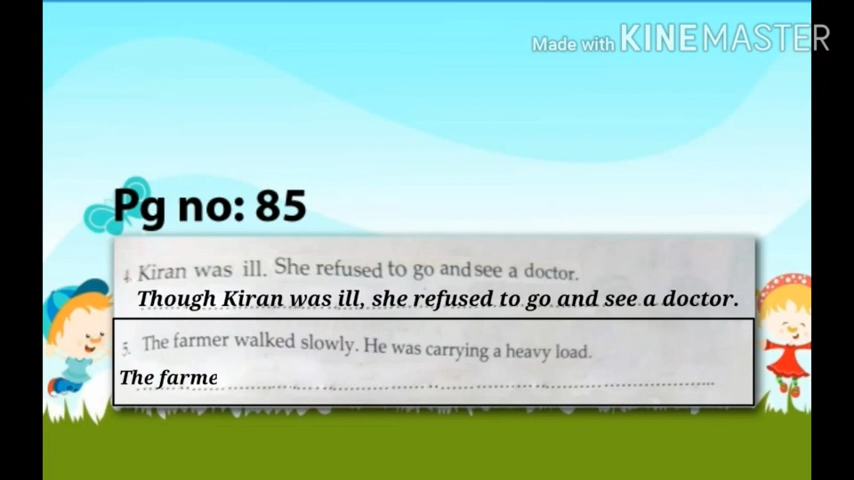 Made with KINEMASTER
Pg no: 85
4. Kiran was ill. She refused to go and see a doctor.
Though Kiran was ill, she refused to go and see a doctor.
5. The farmer walked slowly. He was carrying a heavy load.
The farme